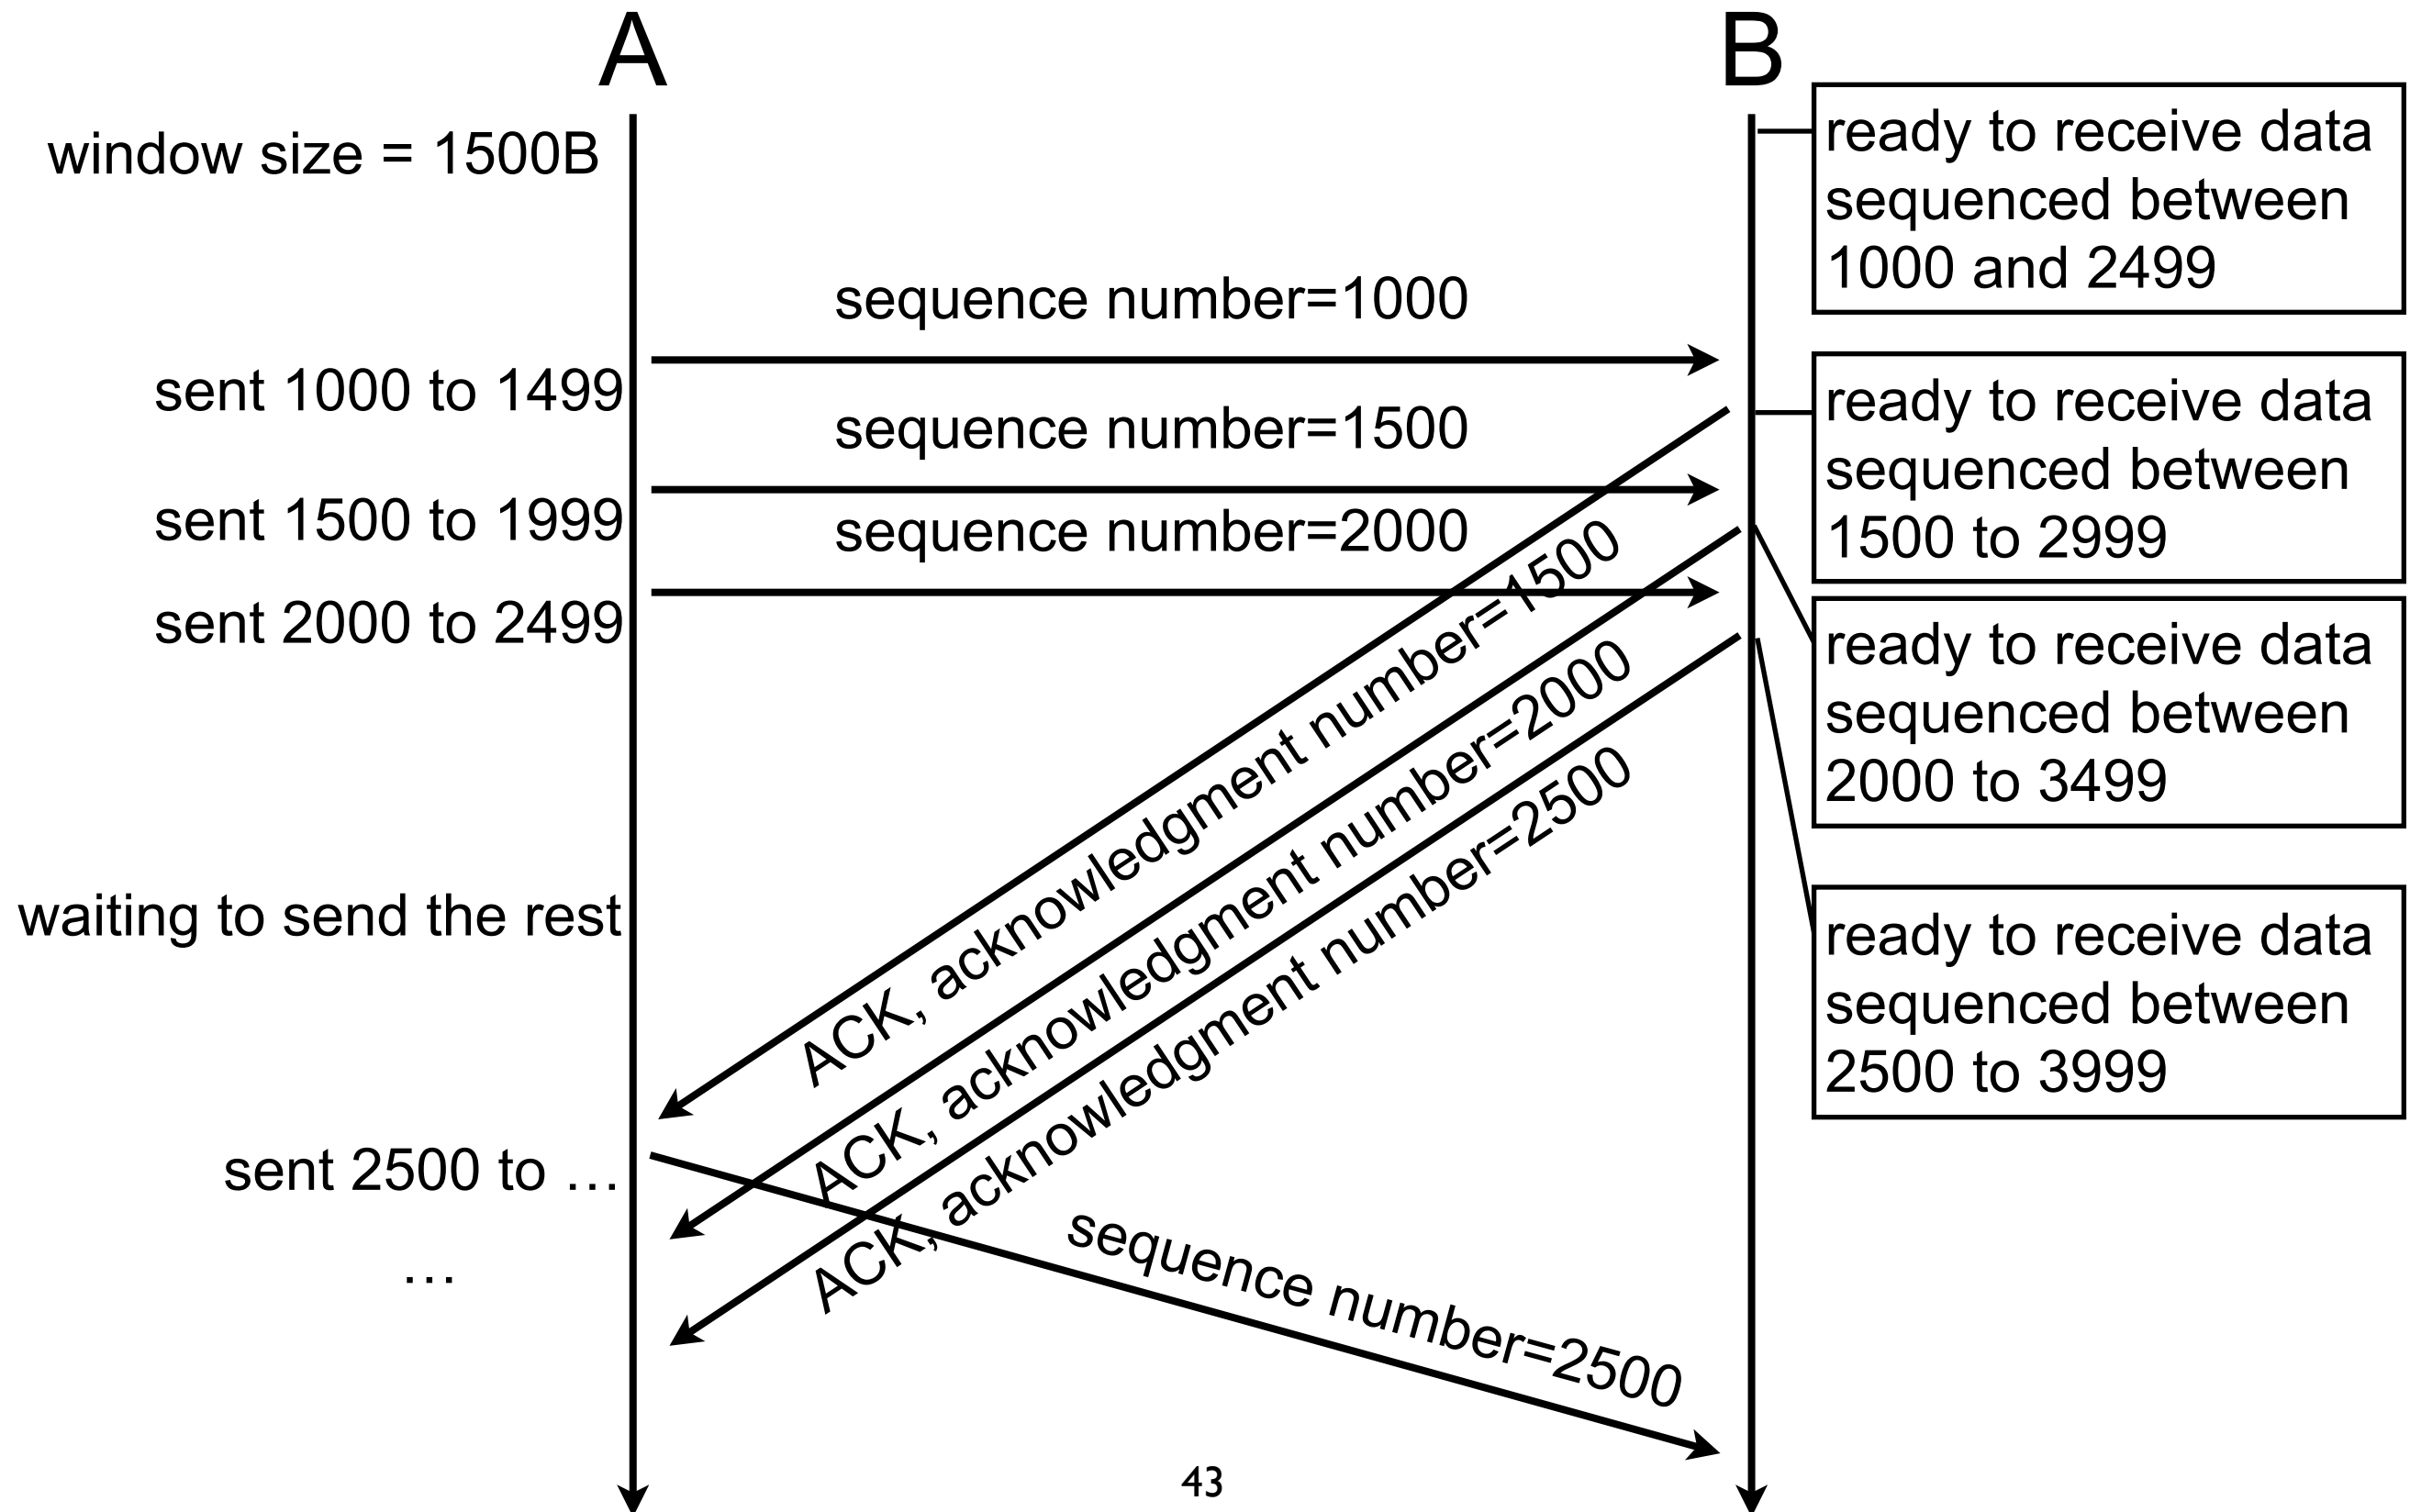 A
B
window size = 1500B
ready to receive data
sequenced between
1000 and 2499
sequence number=1000
sent 1000 to 1499
ready to receive data
sequenced between
1500 to 2999
sequence number=1500
sent 1500 to 1999
sequence number=2000
sent 2000 to 2499
ready to receive data
sequenced between
2000 to 3499
ACK, acknowledgment number=1500
ACK, acknowledgment number=2000
ACK, acknowledgment number=2500
waiting to send the rest
ready to receive data
sequenced between
2500 to 3999
sent 2500 to …
…
sequence number=2500
43